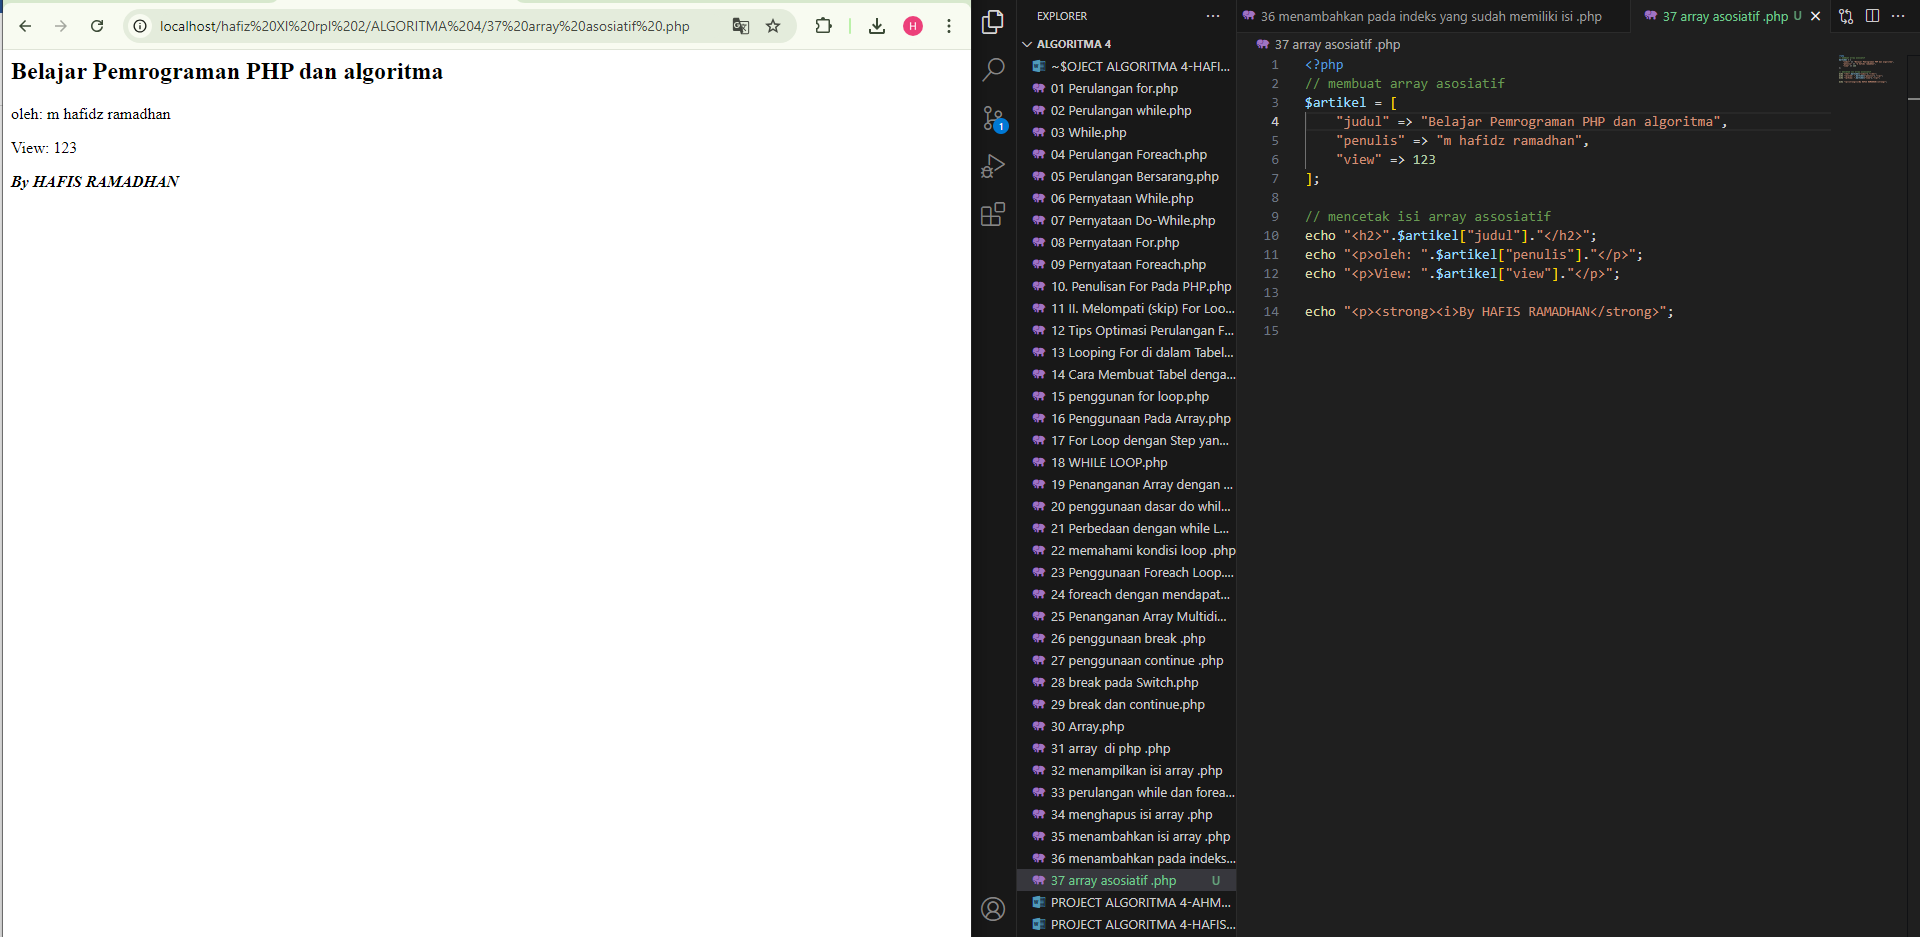 localhost/hafiz%20XI%20rpl%202/ALGORITMA%204/37%20array%20asosiatif%20.php
H
Belajar Pemrograman PHP dan algoritma
oleh: m hafidz ramadhan
View: 123
By HAFIS RAMADHAN
1
EXPLORER
ALGORITMA 4
~$OJECT ALGORITMA 4-HAFI...
01 Perulangan for.php
02 Perulangan while.php
03 While.php
04 Perulangan Foreach.php
05 Perulangan Bersarang.php
06 Pernyataan While.php
07 Pernyataan Do-While.php
08 Pernyataan For.php
09 Pernyataan Foreach.php
10. Penulisan For Pada PHP.php
11 II. Melompati (skip) For Loo...
12 Tips Optimasi Perulangan F...
13 Looping For di dalam Tabel...
14 Cara Membuat Tabel denga...
15 penggunan for loop.php
16 Penggunaan Pada Array.php
17 For Loop dengan Step yan...
18 WHILE LOOP.php
19 Penanganan Array dengan ...
20 penggunaan dasar do whil...
21 Perbedaan dengan while L...
22 memahami kondisi loop .php
23 Penggunaan Foreach Loop....
24 foreach dengan mendapat...
25 Penanganan Array Multidi...
26 penggunaan break .php
27 penggunaan continue .php
28 break pada Switch.php
29 break dan continue.php
30 Array.php
31 array  di php .php
32 menampilkan isi array .php
33 perulangan while dan forea...
34 menghapus isi array .php
35 menambahkan isi array .php
36 menambahkan pada indeks...
37 array asosiatif .php U
PROJECT ALGORITMA 4-AHM...
PROJECT ALGORITMA 4-HAFIS...
36 menambahkan pada indeks yang sudah memiliki isi .php
37 array asosiatif .php U
37 array asosiatif .php
1 <?php
2 // membuat array asosiatif
3 $artikel = [
4     "judul" => "Belajar Pemrograman PHP dan algoritma",
5     "penulis" => "m hafidz ramadhan",
6     "view" => 123
7 ];
8
9 // mencetak isi array assosiatif
10 echo "<h2>".$artikel["judul"]."</h2>";
11 echo "<p>oleh: ".$artikel["penulis"]."</p>";
12 echo "<p>View: ".$artikel["view"]."</p>";
13
14 echo "<p><strong><i>By HAFIS RAMADHAN</strong>";
15